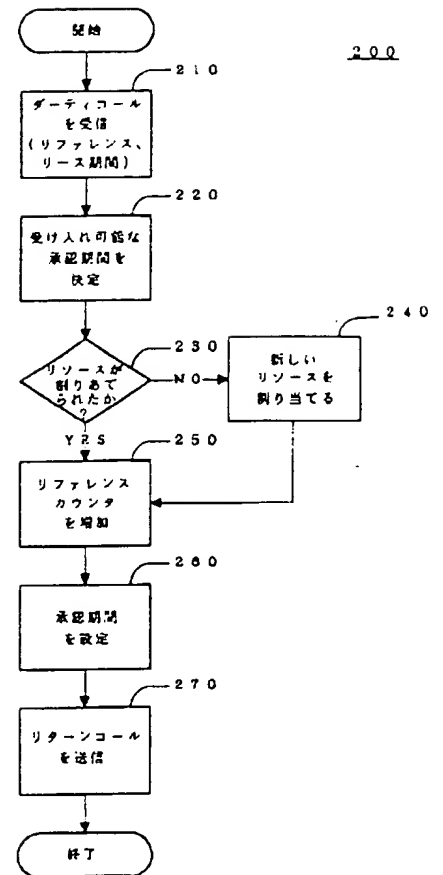 開始
200
210
ダーティコール
を受信
(リファレンス、
リース期間)
220
受け入れ可能な
承認期間を
決定
230
リソースが
割りあて
られたか
?
NO
YES
240
新しい
リソースを
割り当てる
250
リファレンス
カウンタ
を増加
260
承認期間
を設定
270
リターンコール
を送信
終了